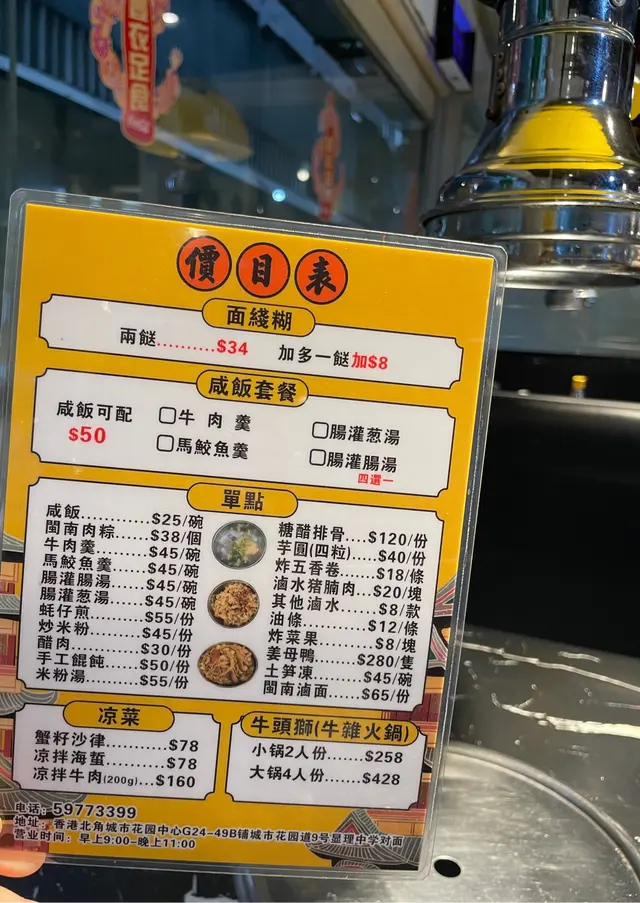 衣足食
價目表
面綫糊
兩餸.........$34 加多一餸加$8
咸飯套餐
咸飯可配
$50
牛肉羹
馬鮫魚羹
腸灌葱湯
腸灌腸湯
四選一
單點
咸飯............$25/碗
閩南肉粽.......$38/個
牛肉羹..........$45/碗
馬鮫魚羹.......$45/碗
腸灌腸湯.......$45/碗
腸灌葱湯.......$45/碗
蚝仔煎..........$55/份
炒米粉..........$45/份
醋肉.............$30/份
手工餛飩.......$50/份
米粉湯..........$55/份
糖醋排骨....$120/份
芋圓(四粒)....$40/份
炸五香卷......$18/條
滷水猪腩肉...$20/塊
其他滷水......$8/款
油條............$12/條
炸菜果.........$8/塊
姜母鴨.......$280/隻
土笋凍.........$45/碗
閩南滷面......$65/份
凉菜
蟹籽沙律..........$78
凉拌海蜇..........$78
凉拌牛肉(200g)...$160
牛頭獅(牛雜火鍋)
小锅2人份.......$258
大锅4人份.......$428
电话：59773399
地址：香港北角城市花园中心G24-49B铺城市花园道9号显理中学对面
营业时间：早上9:00-晚上11:00